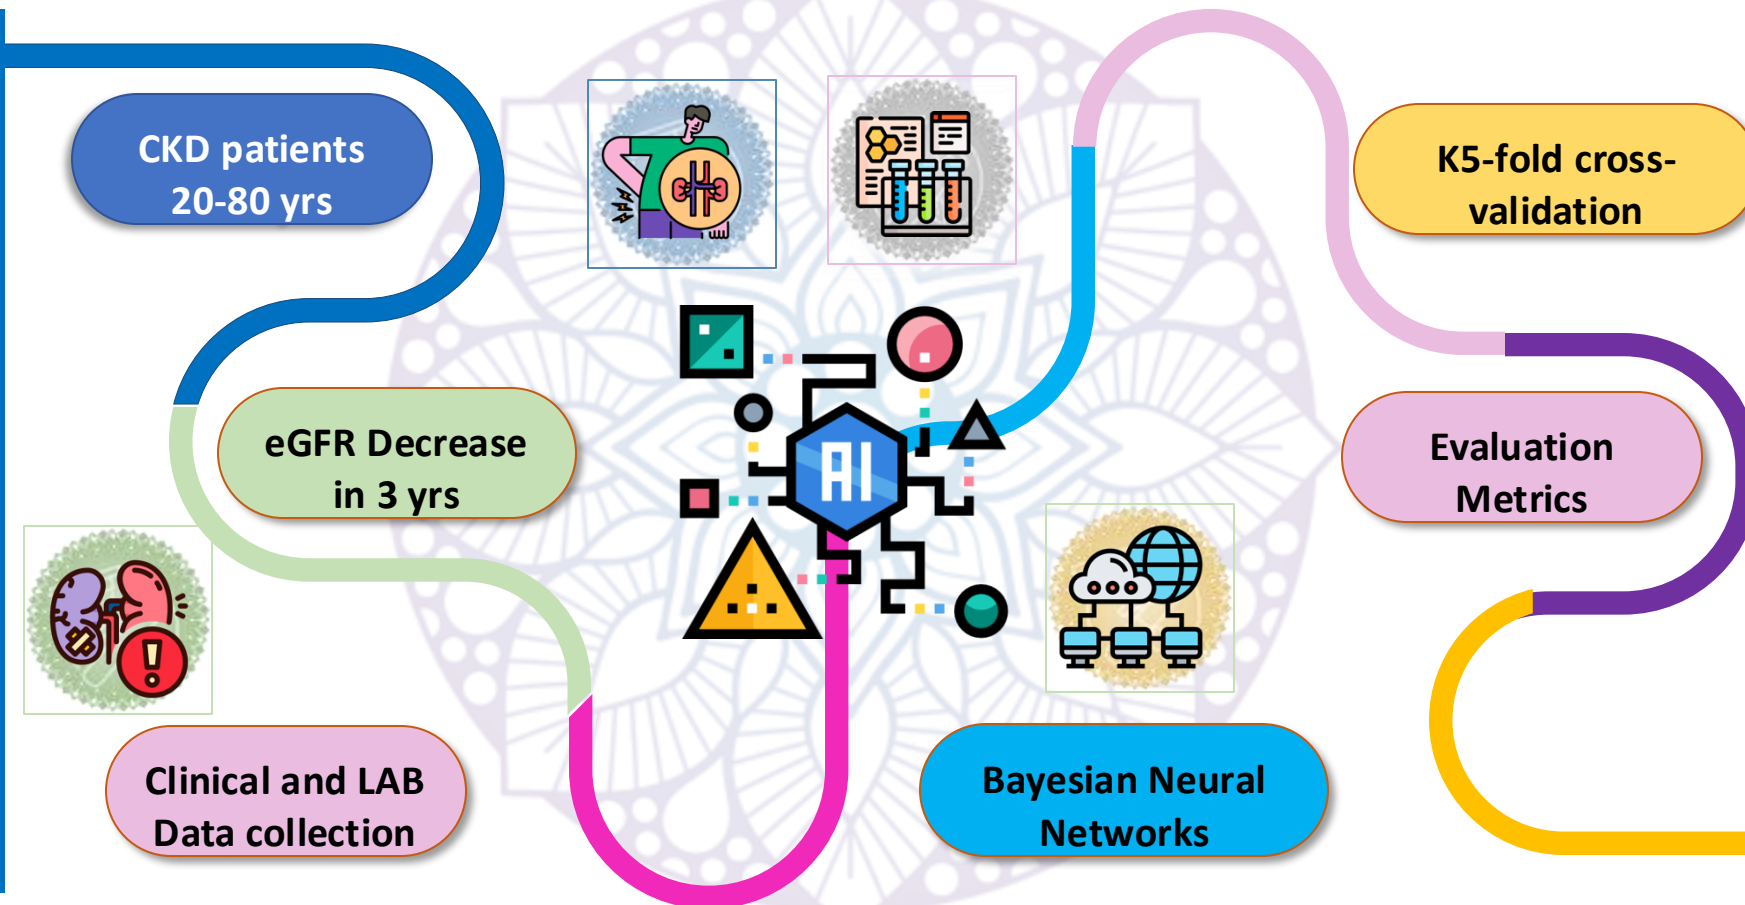 CKD patients
20-80 yrs
eGFR Decrease
in 3 yrs
Clinical and LAB
Data collection
AI
Bayesian Neural
Networks
K5-fold cross-
validation
Evaluation
Metrics